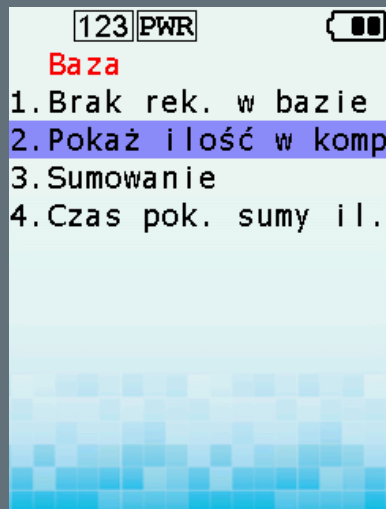 123 PWR
Baza
1.Brak rek. w bazie
2.Pokaż ilość w komp
3.Sumowanie
4.Czas pok. sumy il.